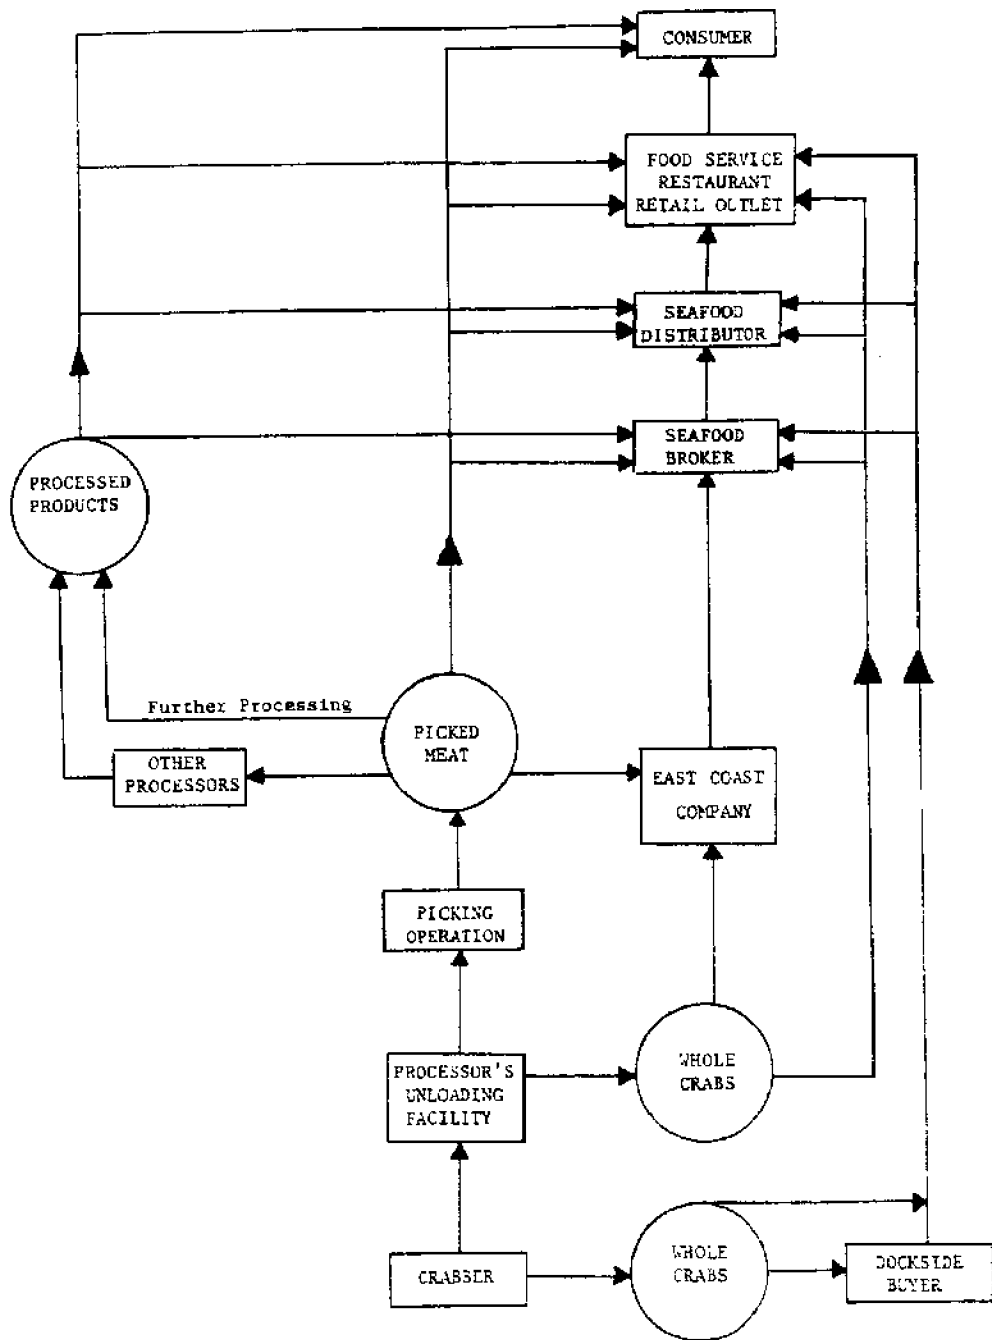 CONSUMER
FOOD SERVICE
RESTAURANT
RETAIL OUTLET
SEAFOOD
DISTRIBUTOR
SEAFOOD
BROKER
PROCESSED
PRODUCTS
Further Processing
PICKED
MEAT
OTHER
PROCESSORS
EAST COAST
COMPANY
PICKING
OPERATION
PROCESSOR'S
UNLOADING
FACILITY
WHOLE
CRABS
CRABBER
WHOLE
CRABS
DOCKSIDE
BUYER